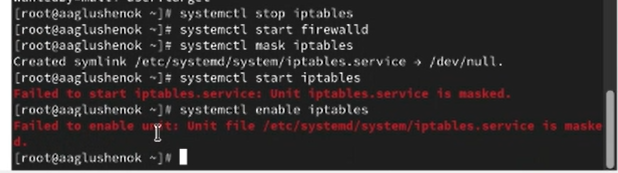 [root@aaglushenok ~]# systemctl stop iptables
[root@aaglushenok ~]# systemctl start firewalld
[root@aaglushenok ~]# systemctl mask iptables
Created symlink /etc/systemd/system/iptables.service → /dev/null.
[root@aaglushenok ~]# systemctl start iptables
Failed to start iptables.service: Unit iptables.service is masked.
[root@aaglushenok ~]# systemctl enable iptables
Failed to enable unit: Unit file /etc/systemd/system/iptables.service is maske
d.
[root@aaglushenok ~]#